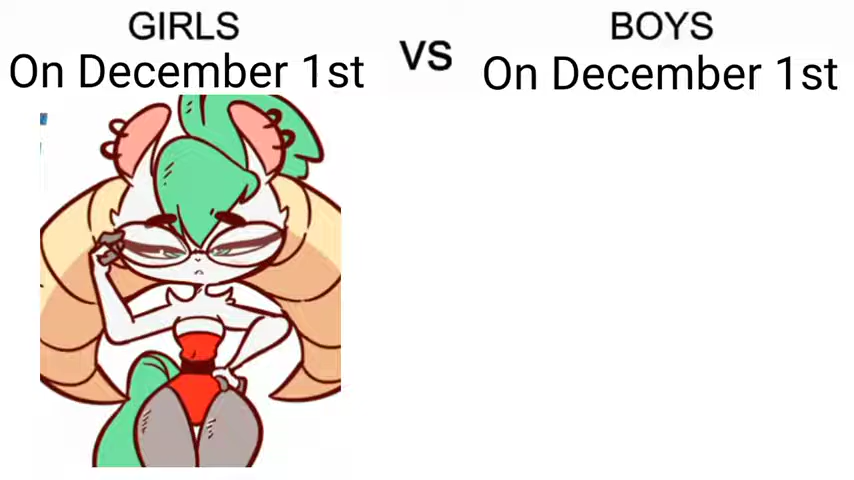 GIRLS
On December 1st
VS
BOYS
On December 1st